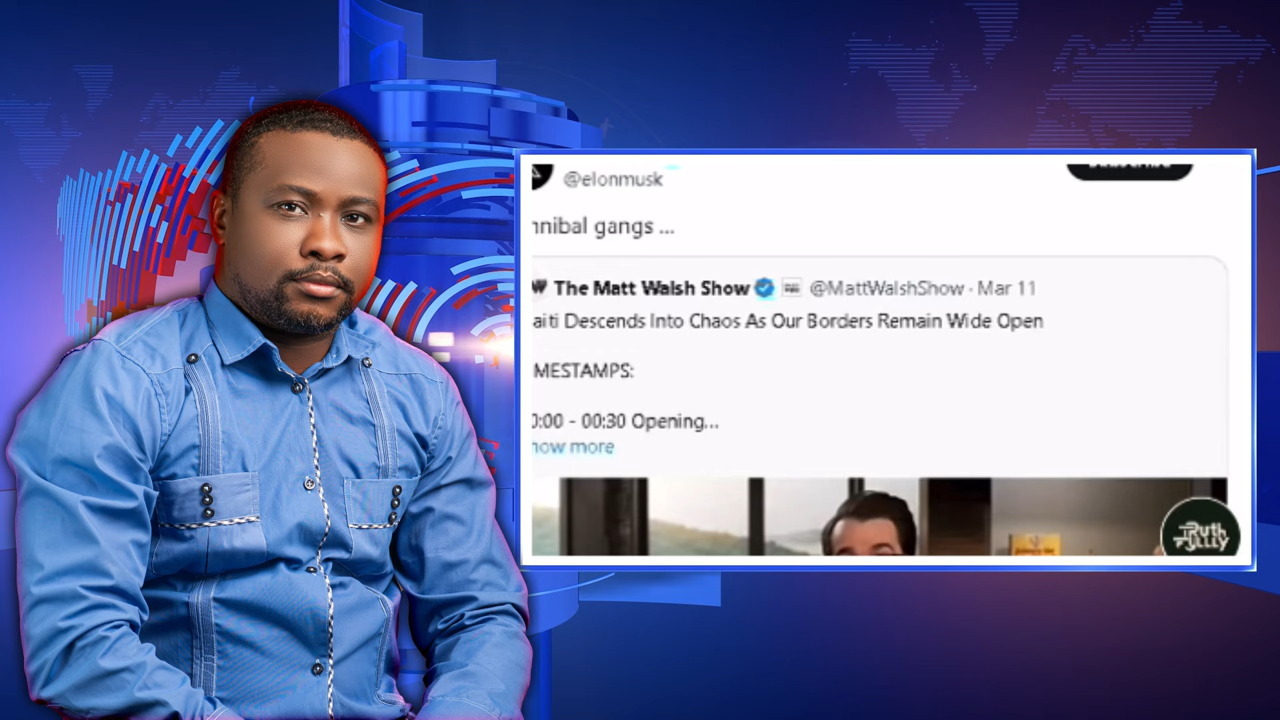 @elonmusk
nnibal gangs ...
The Matt Walsh Show @MattWalshShow · Mar 11
aiti Descends Into Chaos As Our Borders Remain Wide Open
MESTAMPS:
0:00 - 00:30 Opening...
how more